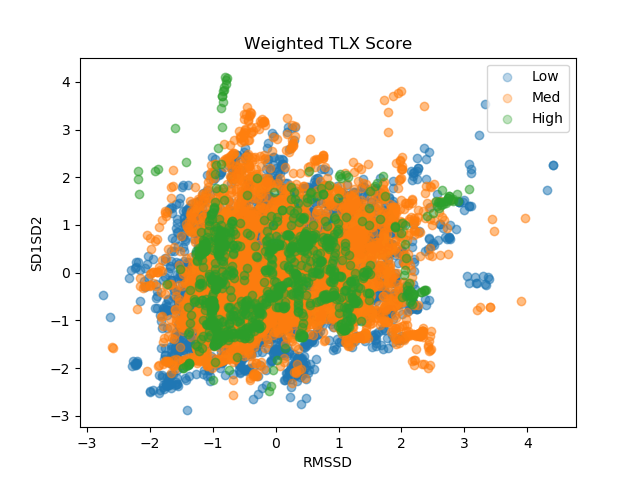 Weighted TLX Score
Low
Med
High
4
3
2
1
0
−1
−2
−3
SD1SD2
−3 −2 −1 0 1 2 3 4
RMSSD